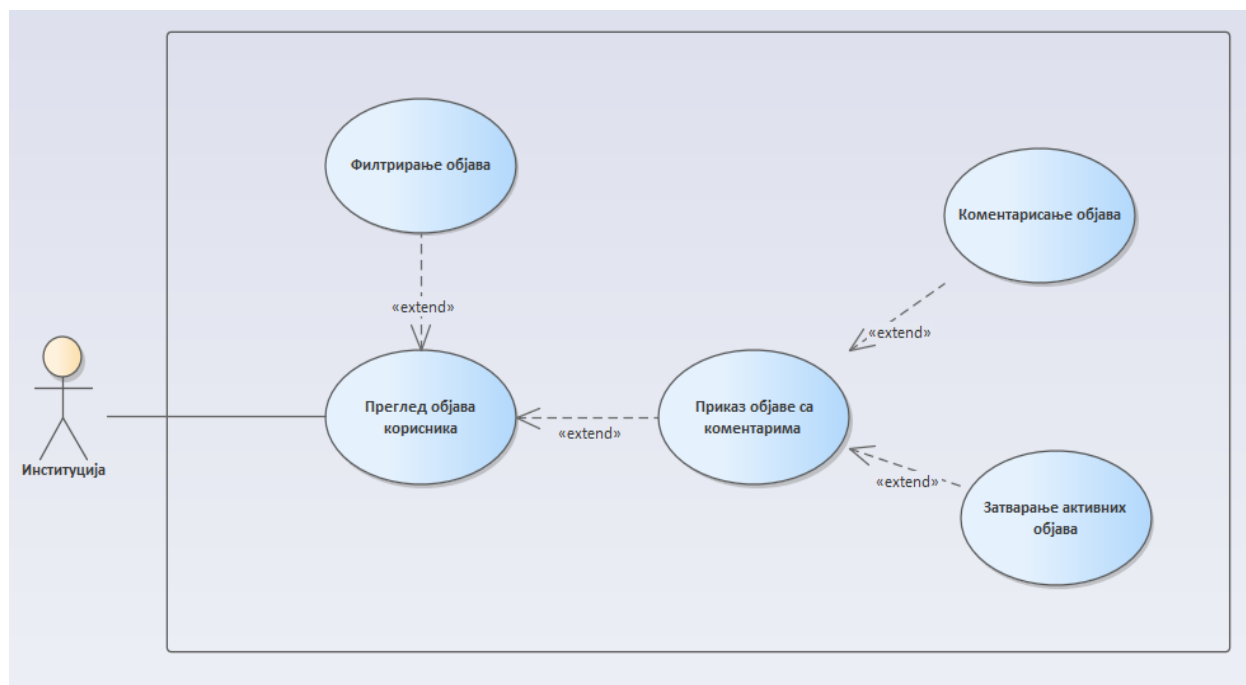 Филтрирање објава
Коментарисање објава
«extend»
«extend»
Преглед објава
корисника
Приказ објаве са
коментарима
«extend»
Институција
«extend»
Затварање активних
објава